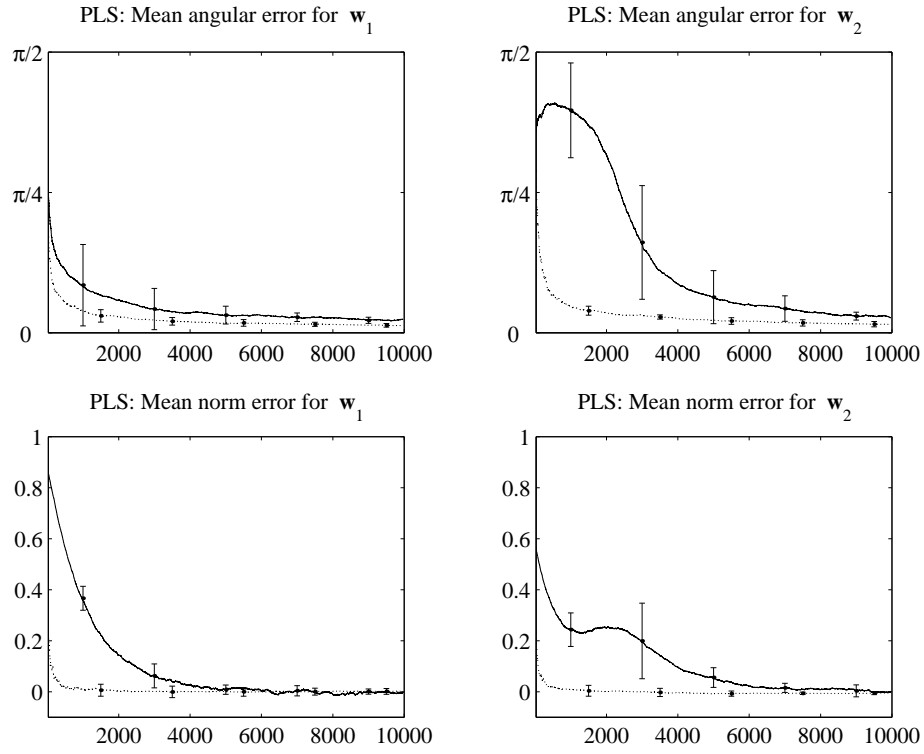 PLS: Mean angular error for w1
π/2
π/4
0
2000 4000 6000 8000 10000
PLS: Mean angular error for w2
π/2
π/4
0
2000 4000 6000 8000 10000
PLS: Mean norm error for w1
1
0.8
0.6
0.4
0.2
0
2000 4000 6000 8000 10000
PLS: Mean norm error for w2
1
0.8
0.6
0.4
0.2
0
2000 4000 6000 8000 10000